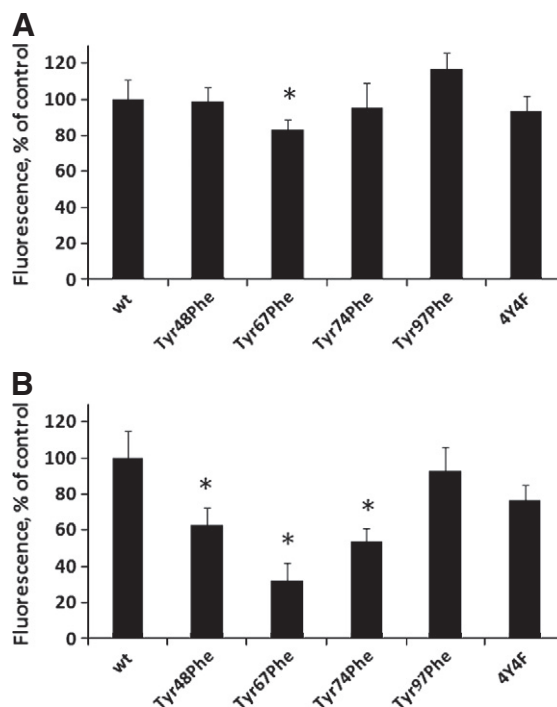 A
Fluorescence, % of control
120
100
80
60
40
20
0
*
wt
Tyr48Phe
Tyr67Phe
Tyr74Phe
Tyr97Phe
4Y4F
B
Fluorescence, % of control
120
100
80
60
40
20
0
*
*
*
wt
Tyr48Phe
Tyr67Phe
Tyr74Phe
Tyr97Phe
4Y4F